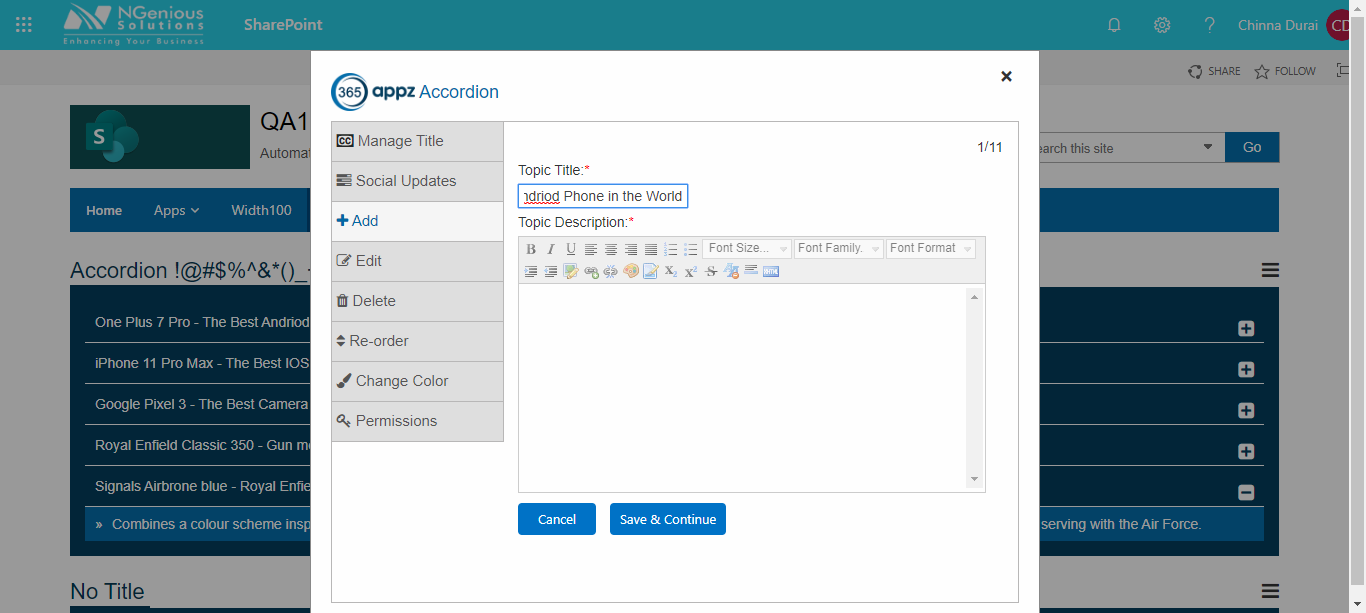 NGenious
Solutions
Enhancing Your Business
SharePoint
Chinna Durai
CD
SHARE
FOLLOW
365 appz Accordion
S
QA1
this site
Go
Home
Apps
Width100
Manage Title
Social Updates
Add
Edit
Delete
Re-order
Change Color
Permissions
1/11
Topic Title:*
ndriod Phone in the World
Topic Description:*
B I U
Font Size...
Font Family.
Font Format
Cancel
Save & Continue
Accordion !@#$%^&*()_
One Plus 7 Pro - The Best Andriod
iPhone 11 Pro Max - The Best IOS
Google Pixel 3 - The Best Camera
Royal Enfield Classic 350 - Gun
Signals Airbrone blue - Royal
» Combines a colour scheme
serving with the Air Force.
No Title